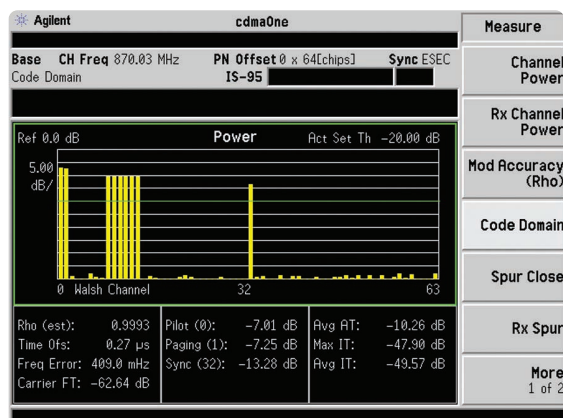 Agilent
cdmaOne
Measure
Base CH Freq 870.03 MHz PN Offset 0 x 64[chips] Sync ESEC
Code Domain IS-95
Channel
Power
Rx Channel
Power
Mod Accuracy
(Rho)
Code Domain
Spur Close
Rx Spur
More
1 of 2
Ref 0.0 dB Power Act Set Th -20.00 dB
5.00
dB/
0 Walsh Channel 32 63
Rho (est): 0.9993 Pilot (0): -7.01 dB Avg AT: -10.26 dB
Time Ofs: 0.27 µs Paging (1): -7.25 dB Max IT: -47.90 dB
Freq Error: 409.0 mHz Sync (32): -13.28 dB Avg IT: -49.57 dB
Carrier FT: -62.64 dB